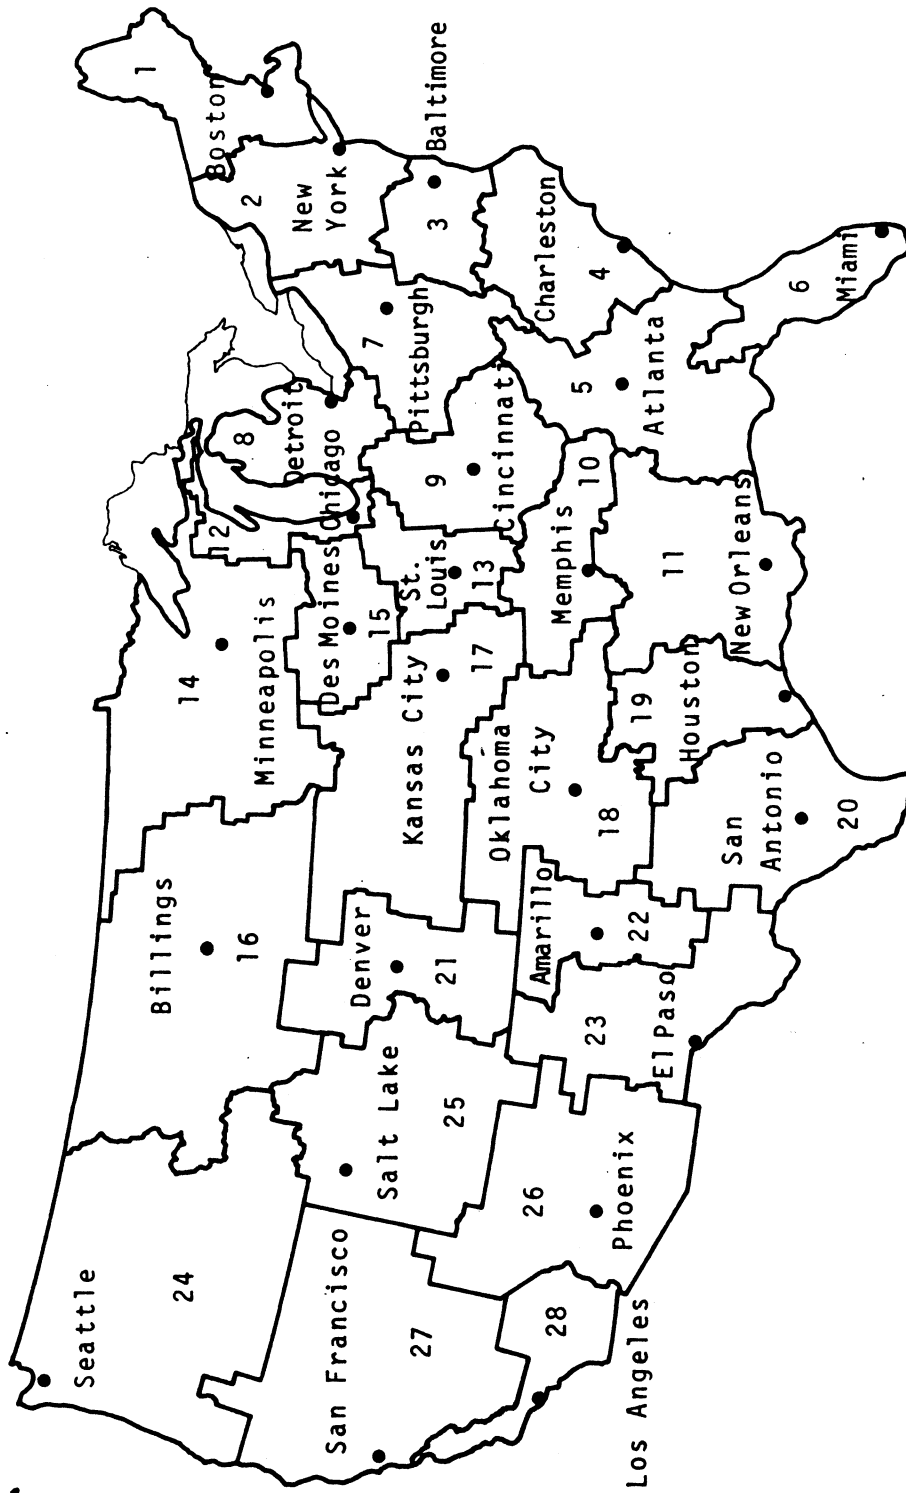 Seattle
24
Billings
16
14
Minneapolis
12
8
Detroit
Chicago
2
New
York
1
Boston
San Francisco
27
Salt Lake
25
Denver
21
Kansas City
17
Des Moines
15
St.
Louis
13
9
Cincinnati
7
Pittsburgh
3
Baltimore
Los Angeles
28
26
Phoenix
23
El Paso
Amarillo
22
Oklahoma
City
18
Memphis
10
5
Atlanta
Charleston
4
San
Antonio
20
19
Houston
11
New Orleans
6
Miami